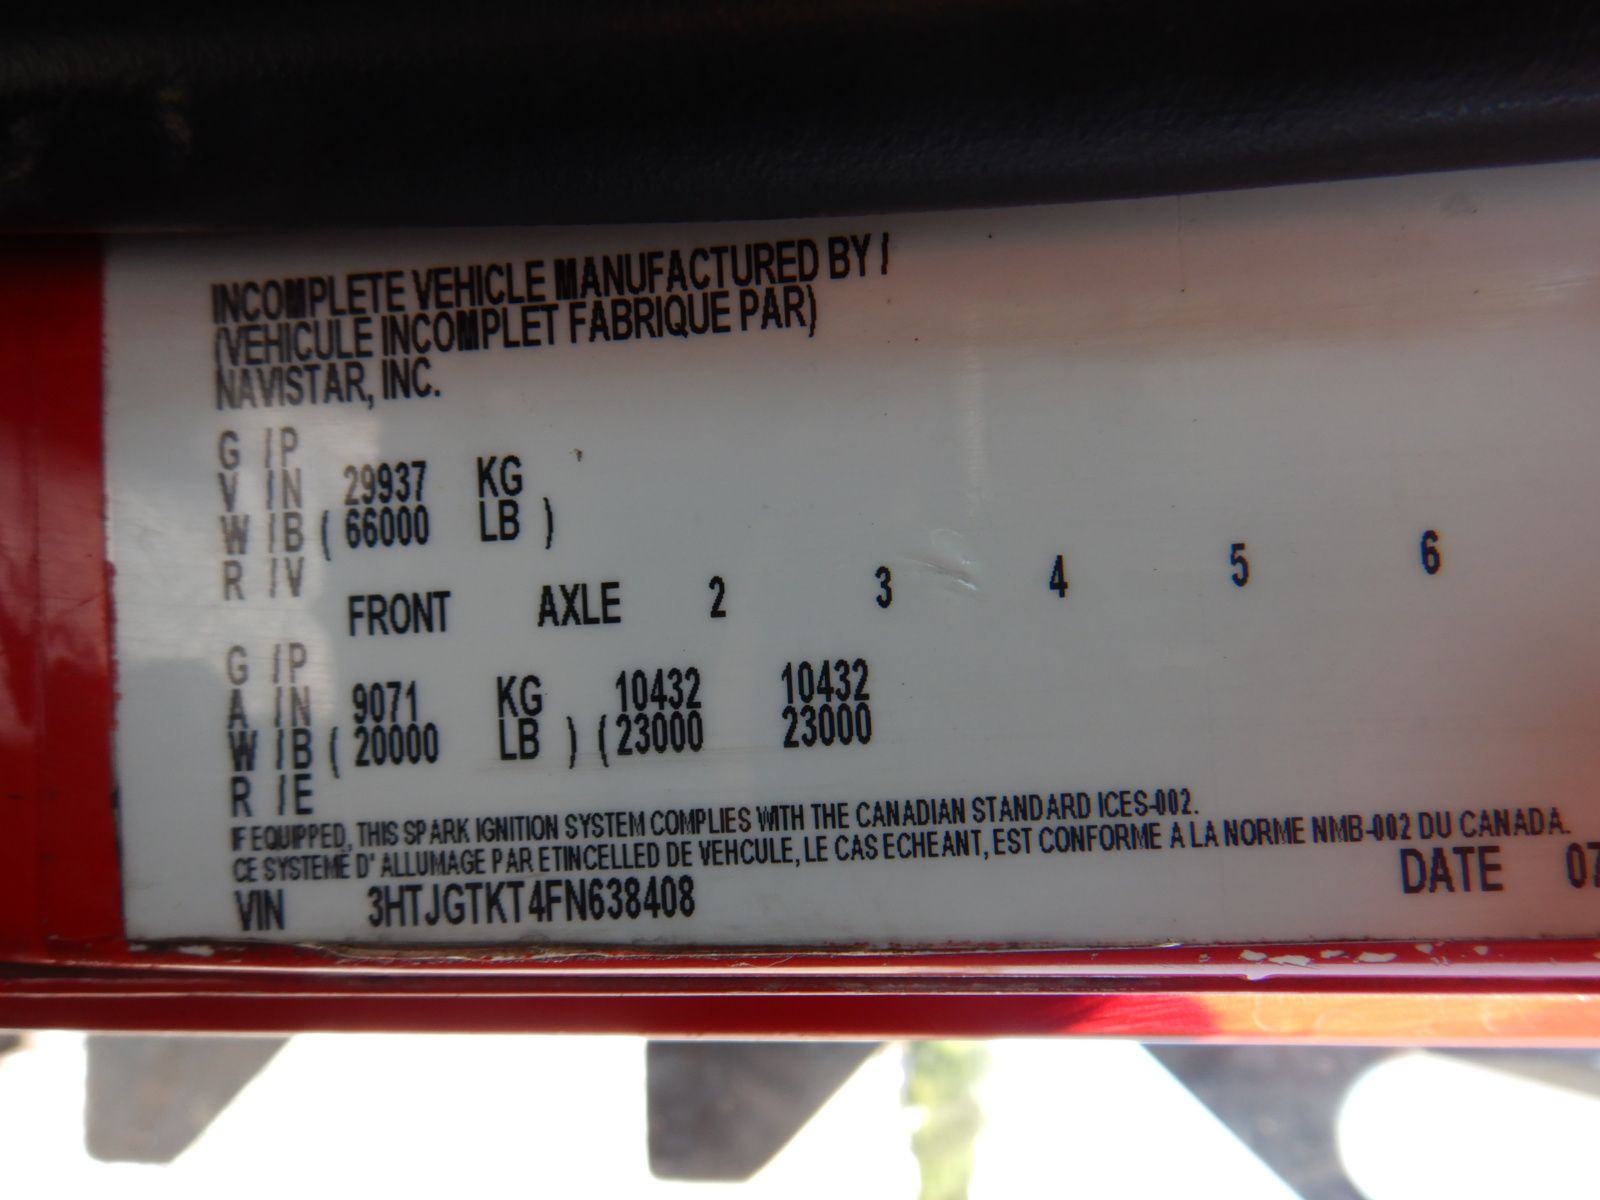 INCOMPLETE VEHICLE MANUFACTURED BY /
(VEHICULE INCOMPLET FABRIQUE PAR)
NAVISTAR, INC.
G /P
V /N 29937 KG
W /B ( 66000 LB )
R /V
FRONT AXLE 2 3 4 5 6
G /P
A /N 9071 KG 10432 10432
W /B ( 20000 LB ) ( 23000 23000
R /E
IF EQUIPPED, THIS SPARK IGNITION SYSTEM COMPLIES WITH THE CANADIAN STANDARD ICES-002.
CE SYSTEME D' ALLUMAGE PAR ETINCELLED DE VEHCULE, LE CAS ECHEANT, EST CONFORME A LA NORME NMB-002 DU CANADA.
VIN 3HTJGTKT4FN638408 DATE 07